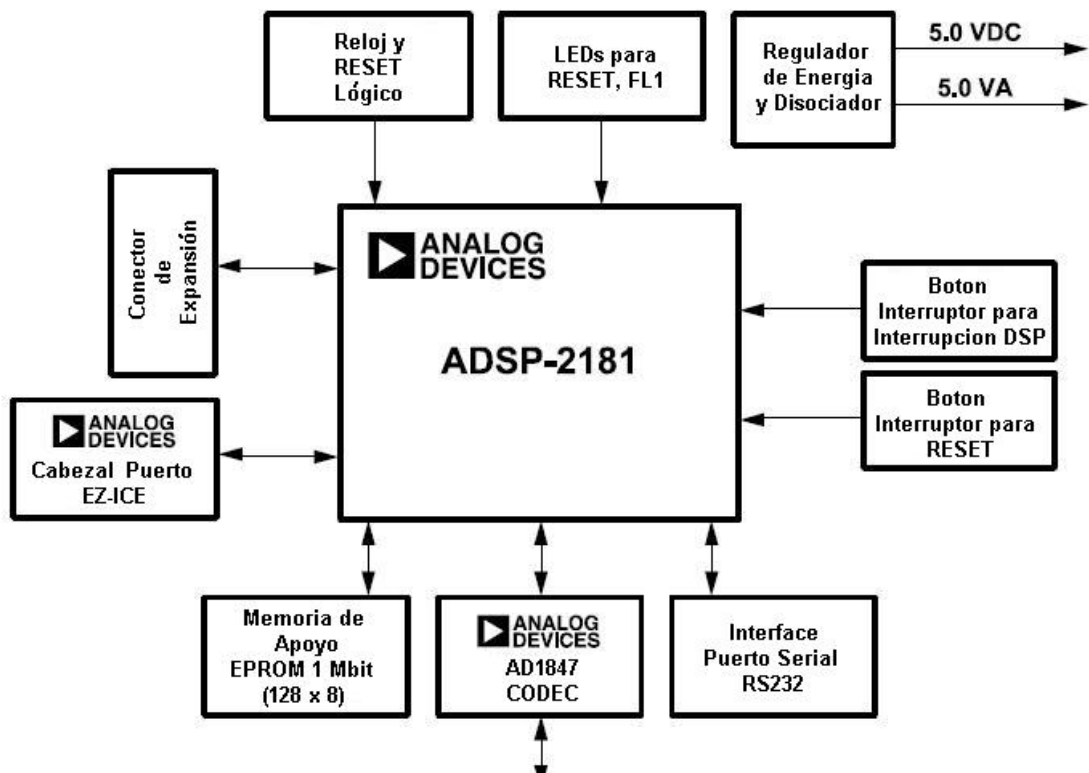 Reloj y
RESET
Lógico
LEDs para
RESET, FL1
Regulador
de Energia
y Disociador
5.0 VDC
5.0 VA
Conector
de
Expansión
ANALOG
DEVICES
ADSP-2181
Boton
Interruptor para
Interrupcion DSP
Boton
Interruptor para
RESET
ANALOG
DEVICES
Cabezal Puerto
EZ-ICE
Memoria de
Apoyo
EPROM 1 Mbit
(128 x 8)
ANALOG
DEVICES
AD1847
CODEC
Interface
Puerto Serial
RS232